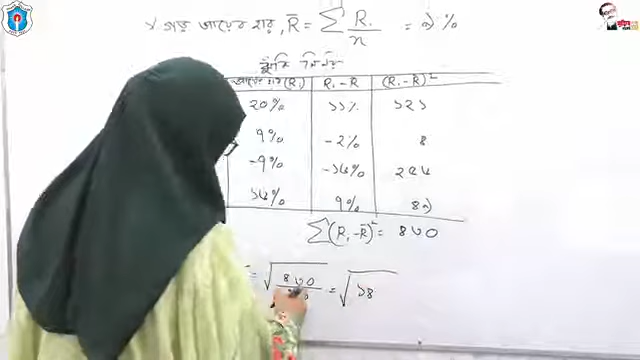 গড় আয়ের হার, R̄ = Σ Rᵢ/n = ৯%
ঝুঁকি নির্ণয়
আয়ের হার (Rᵢ) Rᵢ - R̄ (Rᵢ - R̄)²
২০% ১১% ১২১
৭% -২% ৪
-৭% -১৬% ২৫৬
১৬% ৭% ৪৯
Σ(Rᵢ - R̄)² = ৪৩০
= √৪৩০ = √১৪